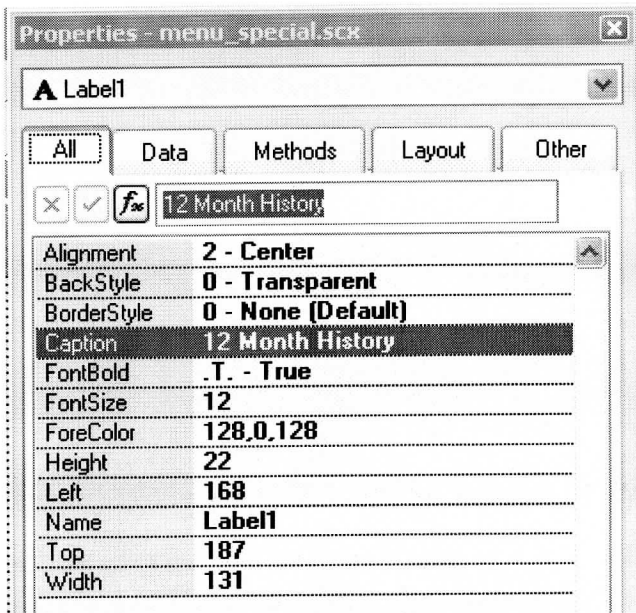 Properties - menu_special.scx
A Label1
All Data Methods Layout Other
fx 12 Month History
Alignment 2 - Center
BackStyle 0 - Transparent
BorderStyle 0 - None (Default)
Caption 12 Month History
FontBold .T. - True
FontSize 12
ForeColor 128,0,128
Height 22
Left 168
Name Label1
Top 187
Width 131